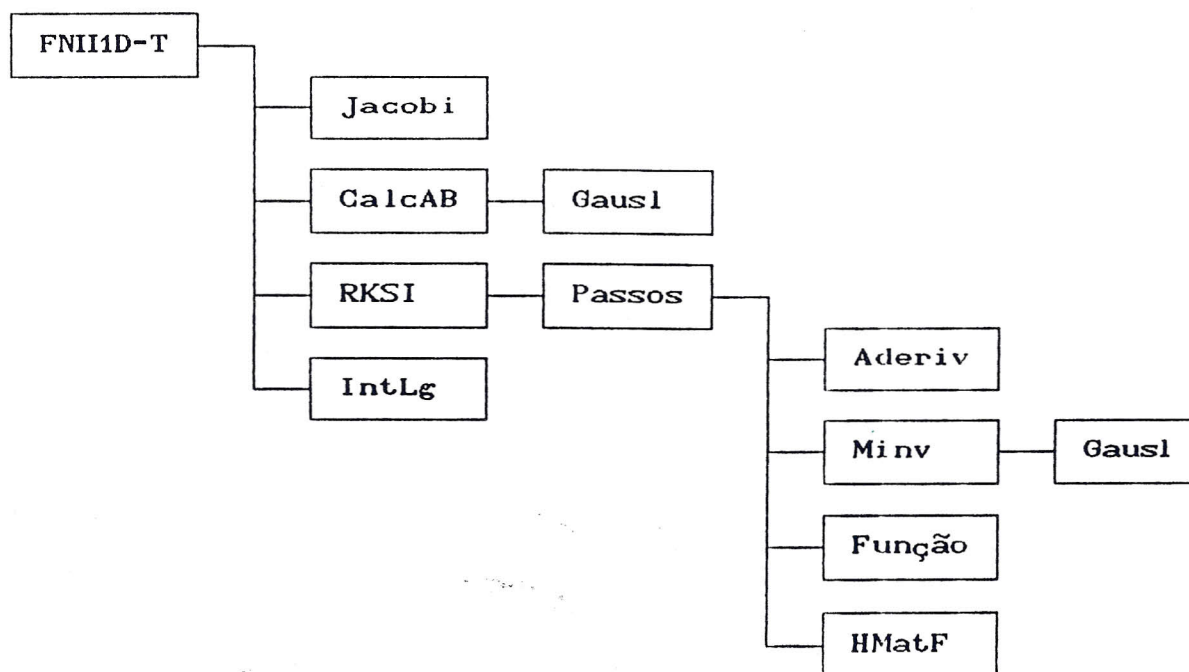 FNII1D-T
Jacobi
CalcAB
Gausl
RKSI
Passos
Aderiv
IntLg
Minv
Gausl
Função
HMatF